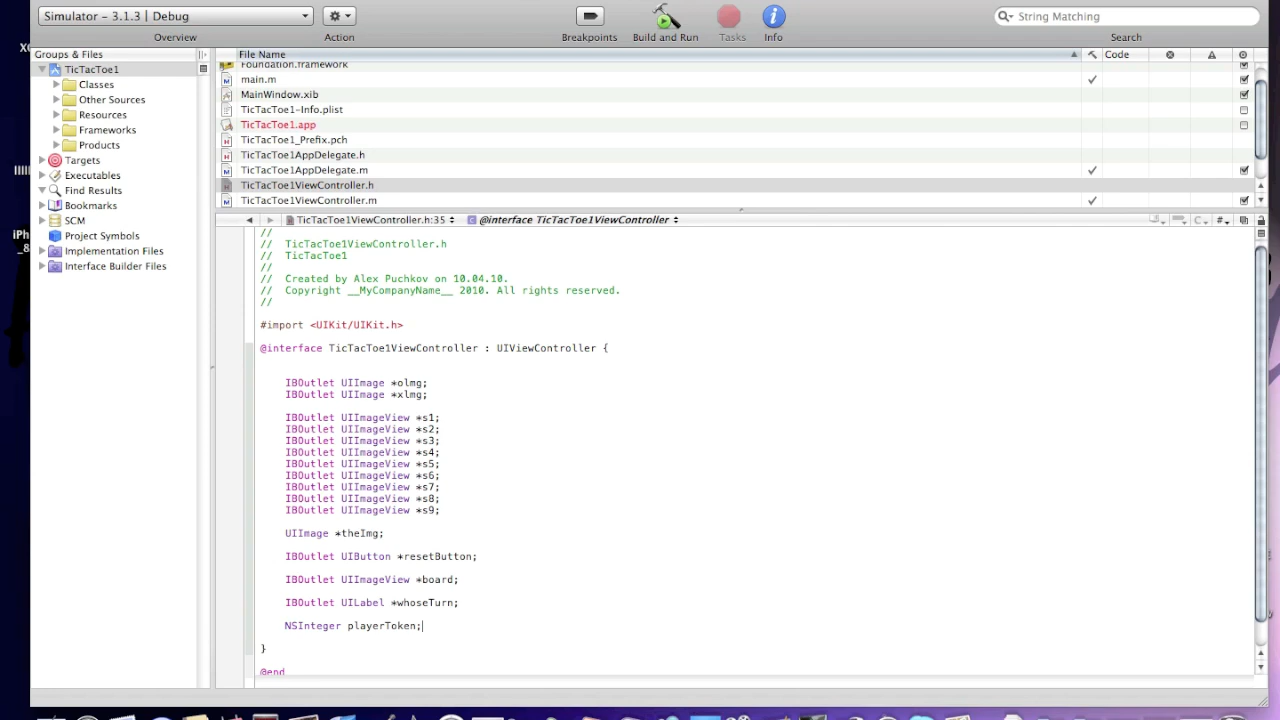 Simulator - 3.1.3 | Debug
String Matching
Overview
Action
Breakpoints
Build and Run
Tasks
Info
Search
Groups & Files
File Name
Code
TicTacToe1
Classes
Other Sources
Resources
Frameworks
Products
Targets
Executables
Find Results
Bookmarks
SCM
Project Symbols
Implementation Files
Interface Builder Files
Foundation.framework
main.m
MainWindow.xib
TicTacToe1-Info.plist
TicTacToe1.app
TicTacToe1_Prefix.pch
TicTacToe1AppDelegate.h
TicTacToe1AppDelegate.m
TicTacToe1ViewController.h
TicTacToe1ViewController.m
TicTacToe1ViewController.h:35
@interface TicTacToe1ViewController
//
// TicTacToe1ViewController.h
// TicTacToe1
//
// Created by Alex Puchkov on 10.04.10.
// Copyright __MyCompanyName__ 2010. All rights reserved.
//
#import <UIKit/UIKit.h>
@interface TicTacToe1ViewController : UIViewController {
IBOutlet UIImage *oImg;
IBOutlet UIImage *xImg;
IBOutlet UIImageView *s1;
IBOutlet UIImageView *s2;
IBOutlet UIImageView *s3;
IBOutlet UIImageView *s4;
IBOutlet UIImageView *s5;
IBOutlet UIImageView *s6;
IBOutlet UIImageView *s7;
IBOutlet UIImageView *s8;
IBOutlet UIImageView *s9;
UIImage *theImg;
IBOutlet UIButton *resetButton;
IBOutlet UIImageView *board;
IBOutlet UILabel *whoseTurn;
NSInteger playerToken;
}
@end